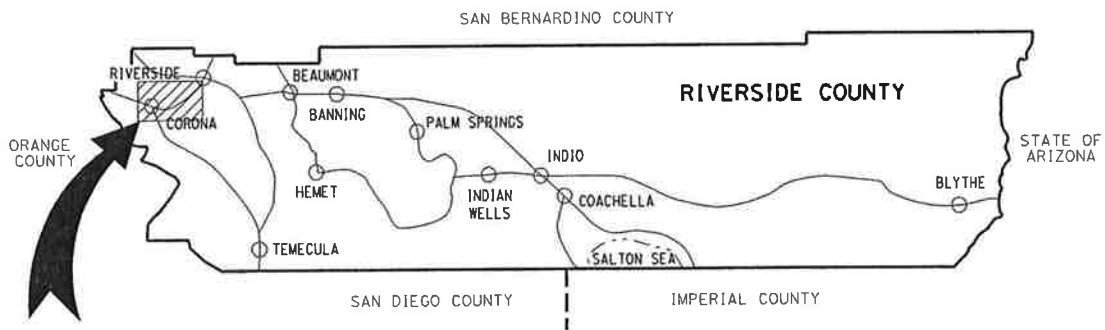 SAN BERNARDINO COUNTY
RIVERSIDE
BEAUMONT
RIVERSIDE COUNTY
CORONA
BANNING
PALM SPRINGS
ORANGE
COUNTY
STATE OF
ARIZONA
INDIO
HEMET
INDIAN
WELLS
COACHELLA
BLYTHE
TEMECULA
SALTON SEA
SAN DIEGO COUNTY
IMPERIAL COUNTY